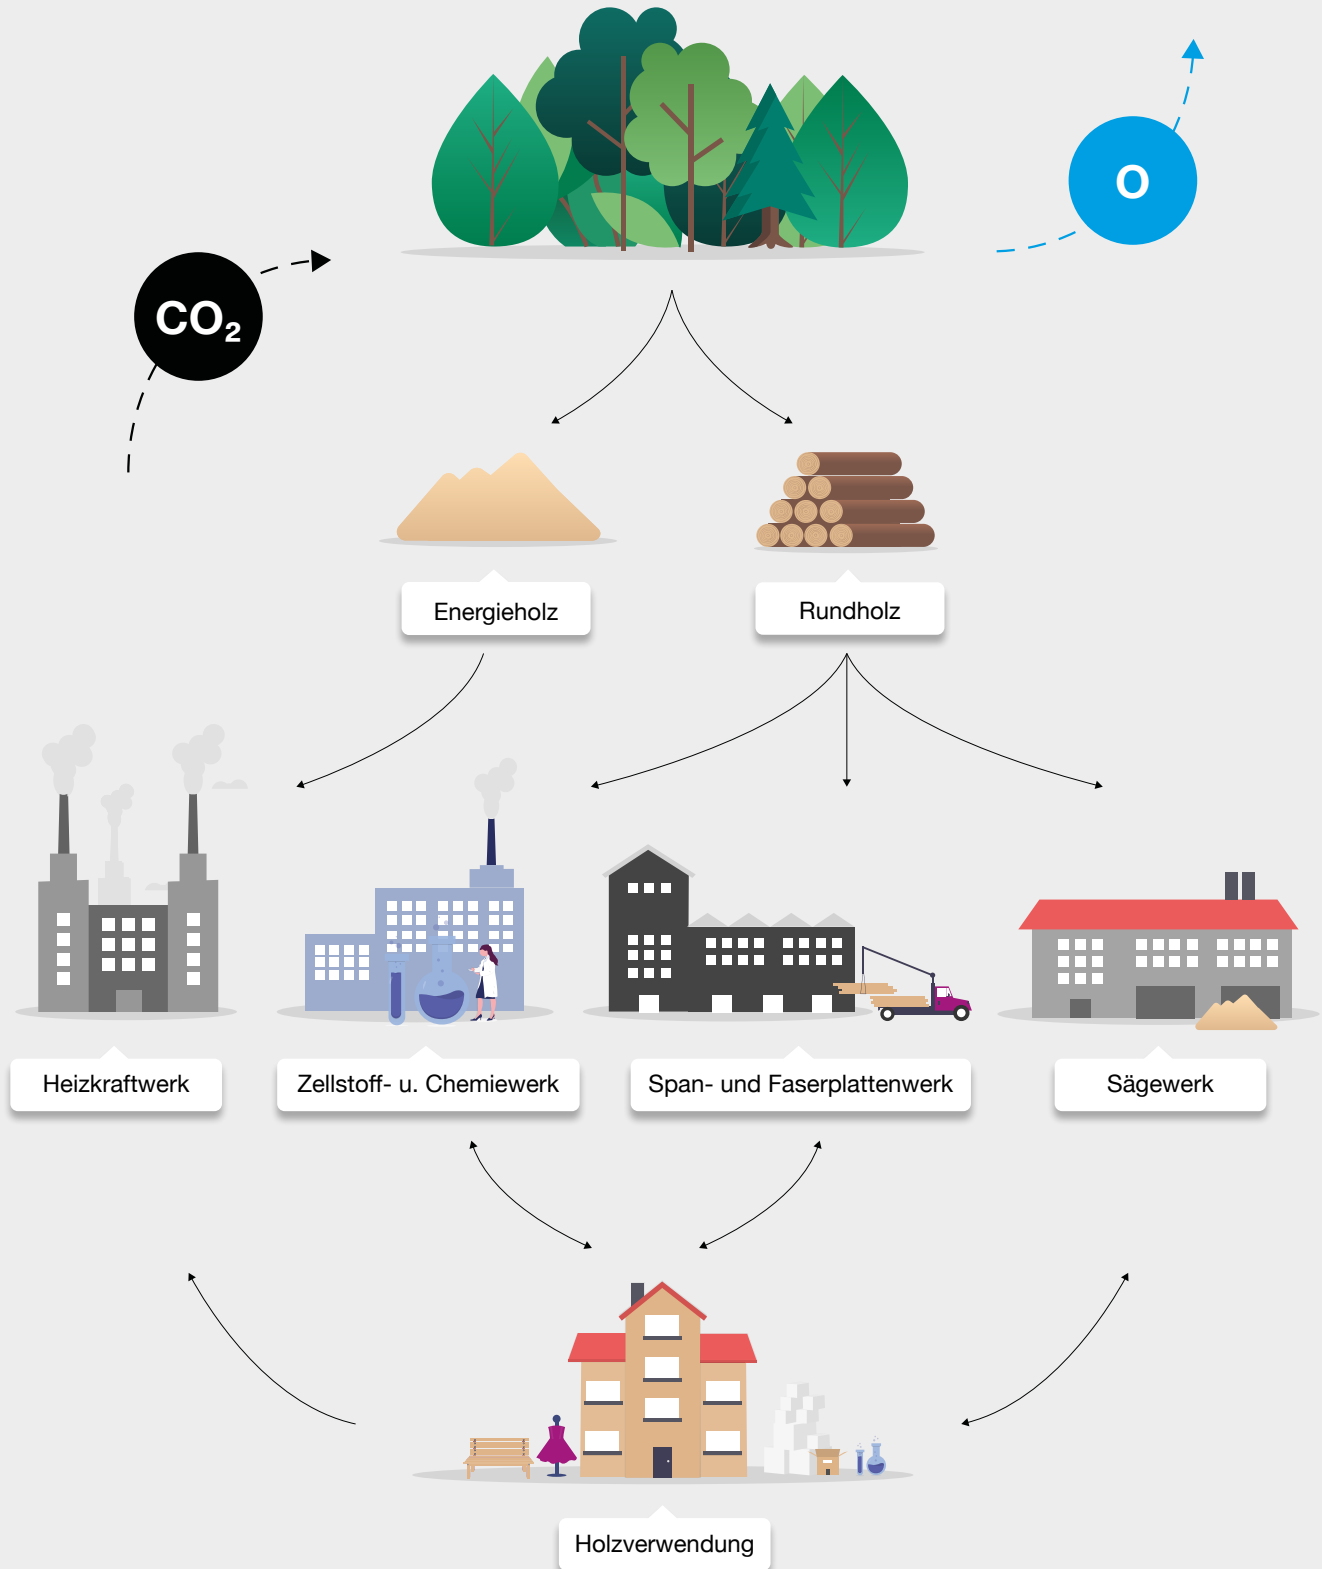 O
CO₂
Energieholz
Rundholz
Heizkraftwerk
Zellstoff- u. Chemiewerk
Span- und Faserplattenwerk
Sägewerk
Holzverwendung